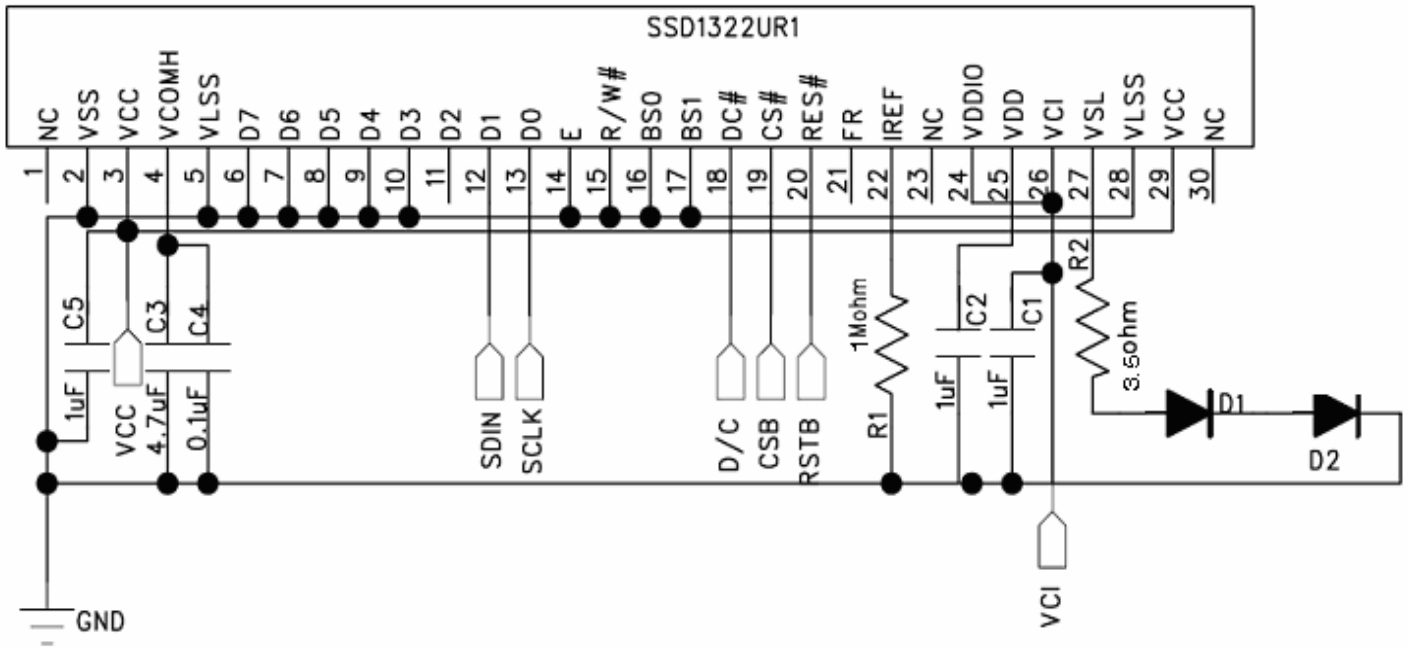 SSD1322UR1
NC
VSS
VCC
VCOMH
VLSS
D7
D6
D5
D4
D3
D2
D1
D0
E
R/W#
BS0
BS1
DC#
CS#
RES#
FR
IREF
NC
VDDIO
VDD
VCI
VSL
VLSS
VCC
NC
1
2
3
4
5
6
7
8
9
10
11
12
13
14
15
16
17
18
19
20
21
22
23
24
25
26
27
28
29
30
C5
1uF
VCC
C3
4.7uF
C4
0.1uF
SDIN
SCLK
D/C
CSB
RSTB
1Mohm
R1
C2
1uF
C1
1uF
R2
3.5ohm
D1
D2
VCI
GND